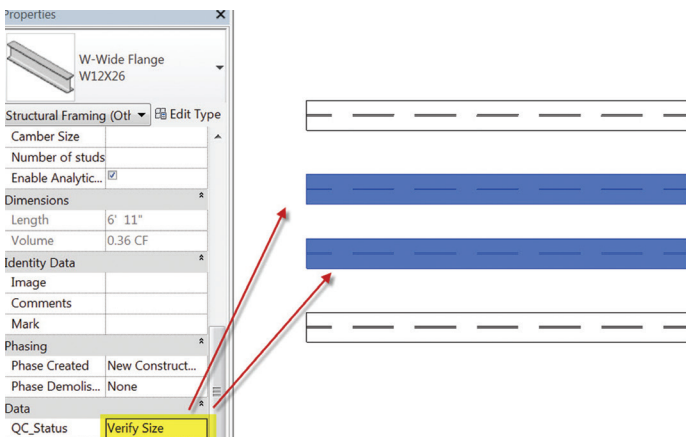 Properties x
W-Wide Flange
W12X26
Structural Framing (Oth Edit Type
Camber Size
Number of studs
Enable Analytic...
Dimensions
Length 6' 11"
Volume 0.36 CF
Identity Data
Image
Comments
Mark
Phasing
Phase Created New Construct...
Phase Demolis... None
Data
QC_Status Verify Size